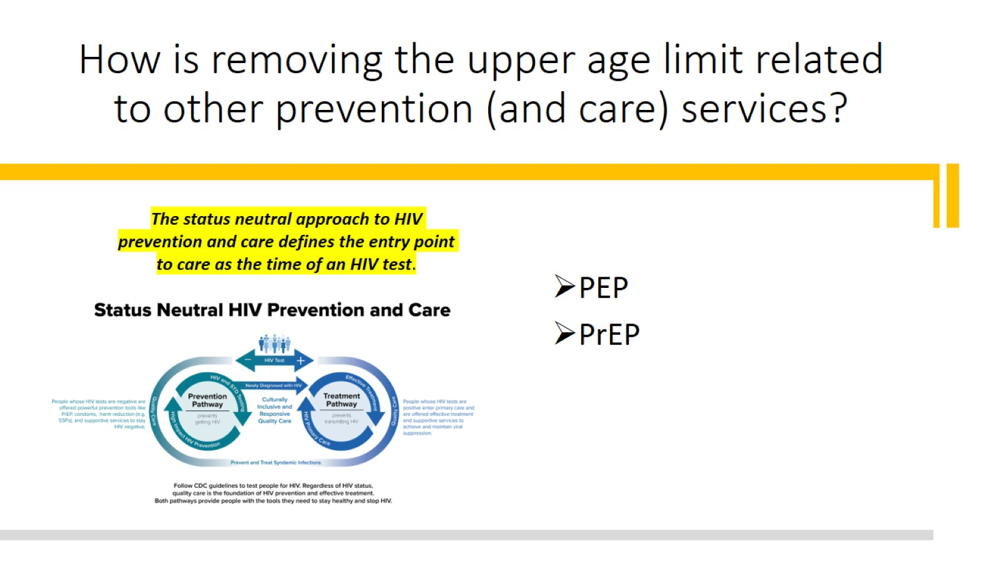 How is removing the upper age limit related
to other prevention (and care) services?
The status neutral approach to HIV
prevention and care defines the entry point
to care as the time of an HIV test.
Status Neutral HIV Prevention and Care
− HIV Test +
Newly Diagnosed with HIV
HIV and STD Testing
High Impact HIV Prevention
Prevention
Pathway
prevents
getting HIV
Culturally
Inclusive and
Responsive
Quality Care
Effective Treatment
HIV Primary Care
Treatment
Pathway
prevents
transmitting HIV
Quality Care
Quality Care
People whose HIV tests are negative are
offered powerful prevention tools like
PrEP, condoms, harm reduction (e.g.
SSPs), and supportive services to stay
HIV negative.
People whose HIV tests are
positive enter primary care and
are offered effective treatment
and supportive services to
achieve and maintain viral
suppression.
Prevent and Treat Syndemic Infections
Follow CDC guidelines to test people for HIV. Regardless of HIV status,
quality care is the foundation of HIV prevention and effective treatment.
Both pathways provide people with the tools they need to stay healthy and stop HIV.
➢PEP
➢PrEP